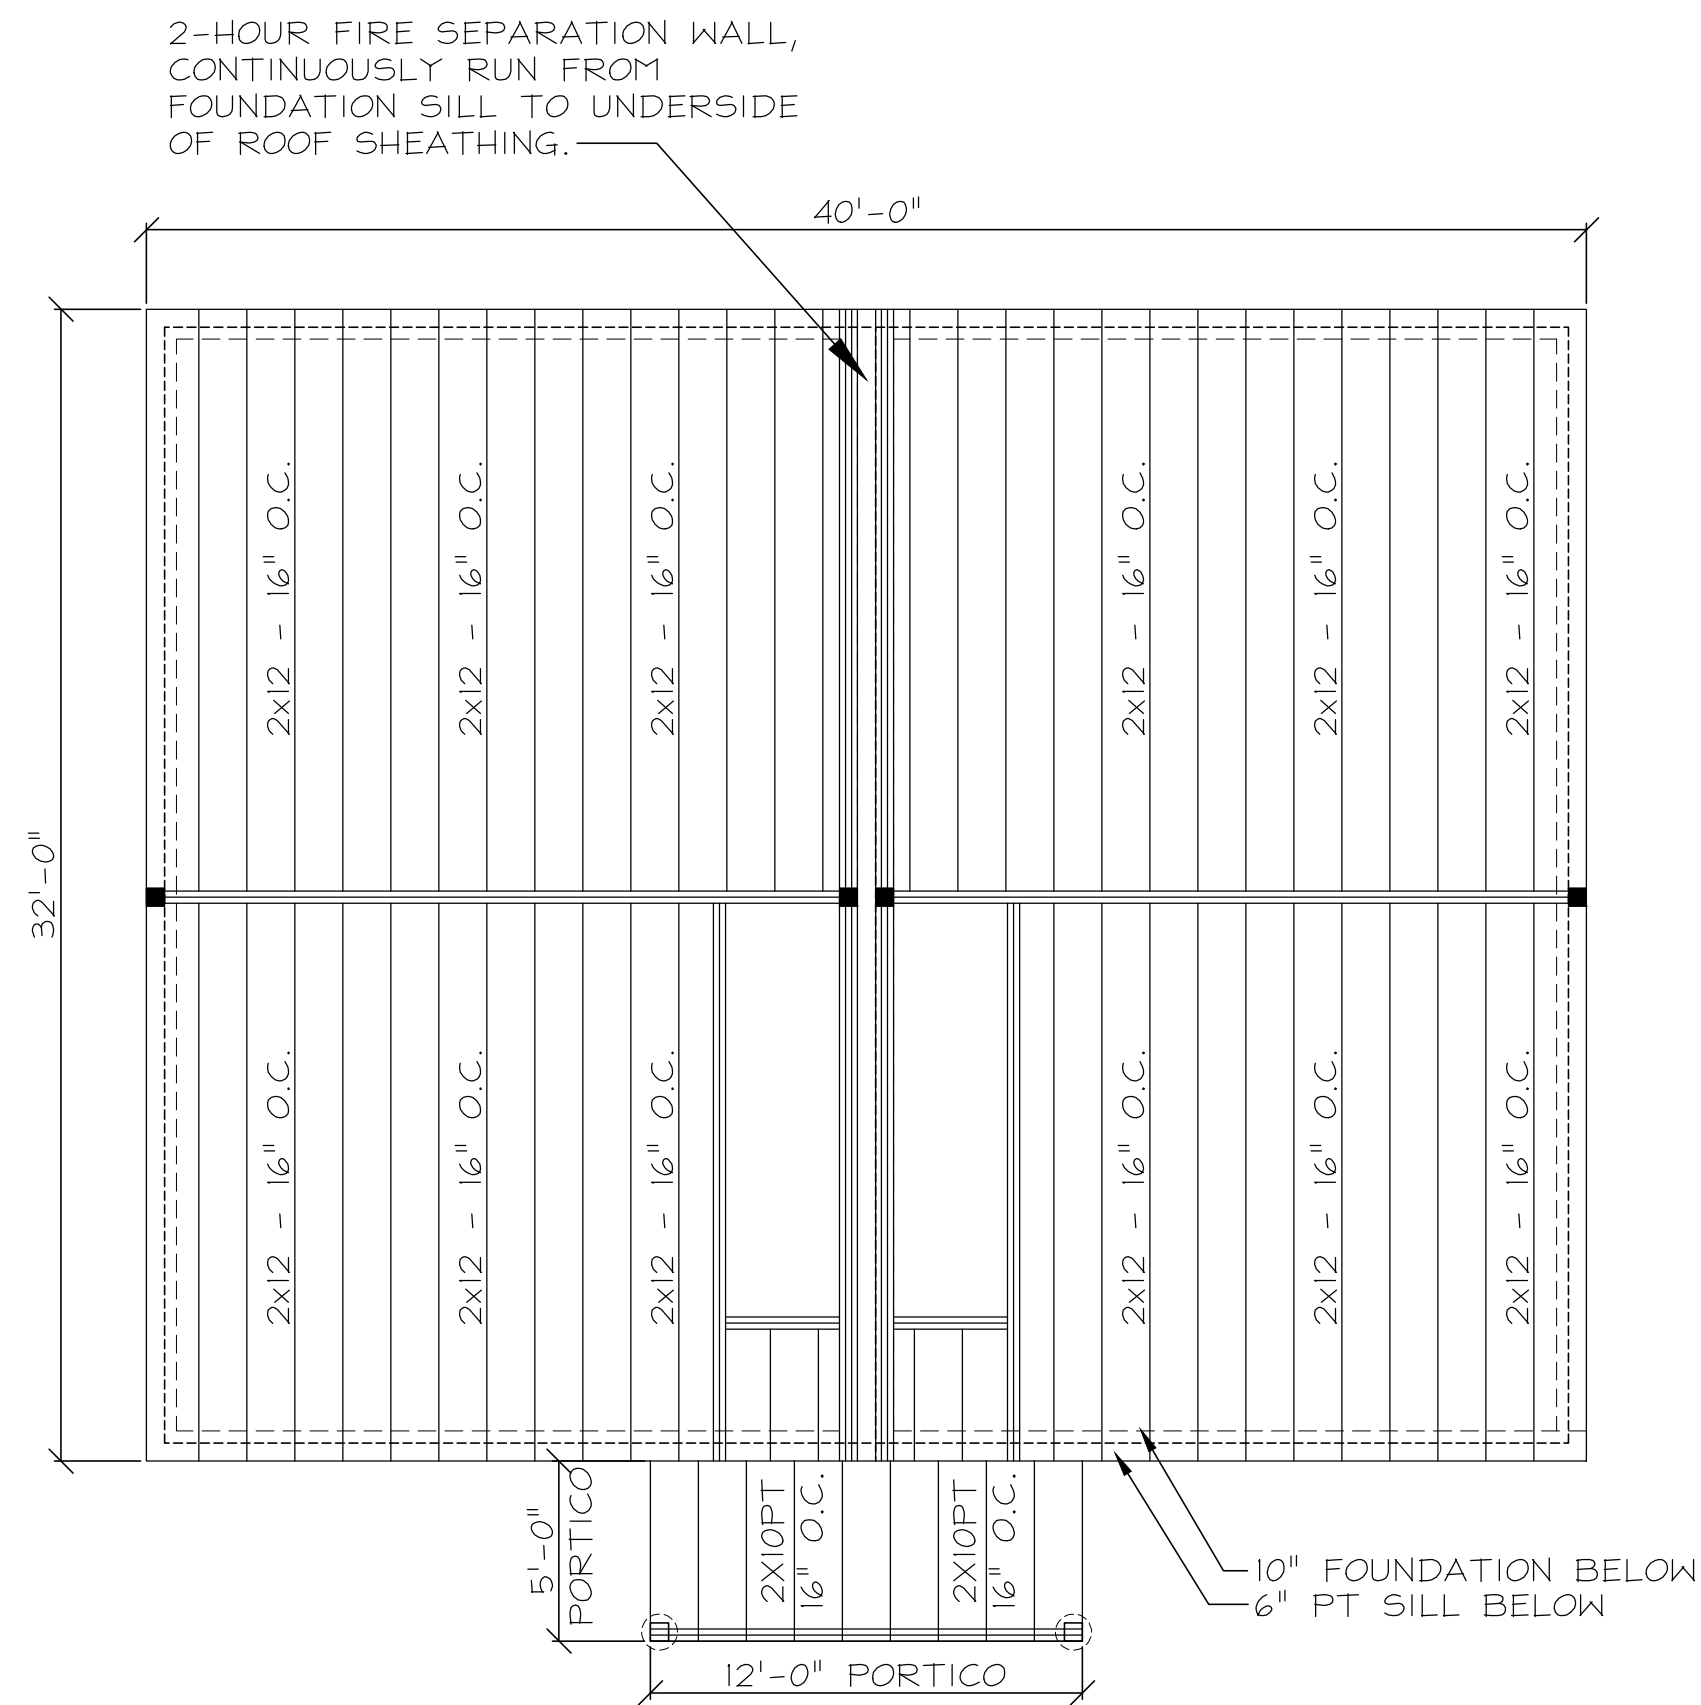 2-HOUR FIRE SEPARATION WALL,
CONTINUOUSLY RUN FROM
FOUNDATION SILL TO UNDERSIDE
OF ROOF SHEATHING.
40'-0"
32'-0"
2x12 - 16" O.C.
2x12 - 16" O.C.
2x12 - 16" O.C.
2x12 - 16" O.C.
2x12 - 16" O.C.
2x12 - 16" O.C.
2x12 - 16" O.C.
2x12 - 16" O.C.
2x12 - 16" O.C.
2x12 - 16" O.C.
2x12 - 16" O.C.
2x12 - 16" O.C.
5'-0"
PORTICO
2X10PT
16" O.C.
2X10PT
16" O.C.
10" FOUNDATION BELOW
6" PT SILL BELOW
12'-0" PORTICO